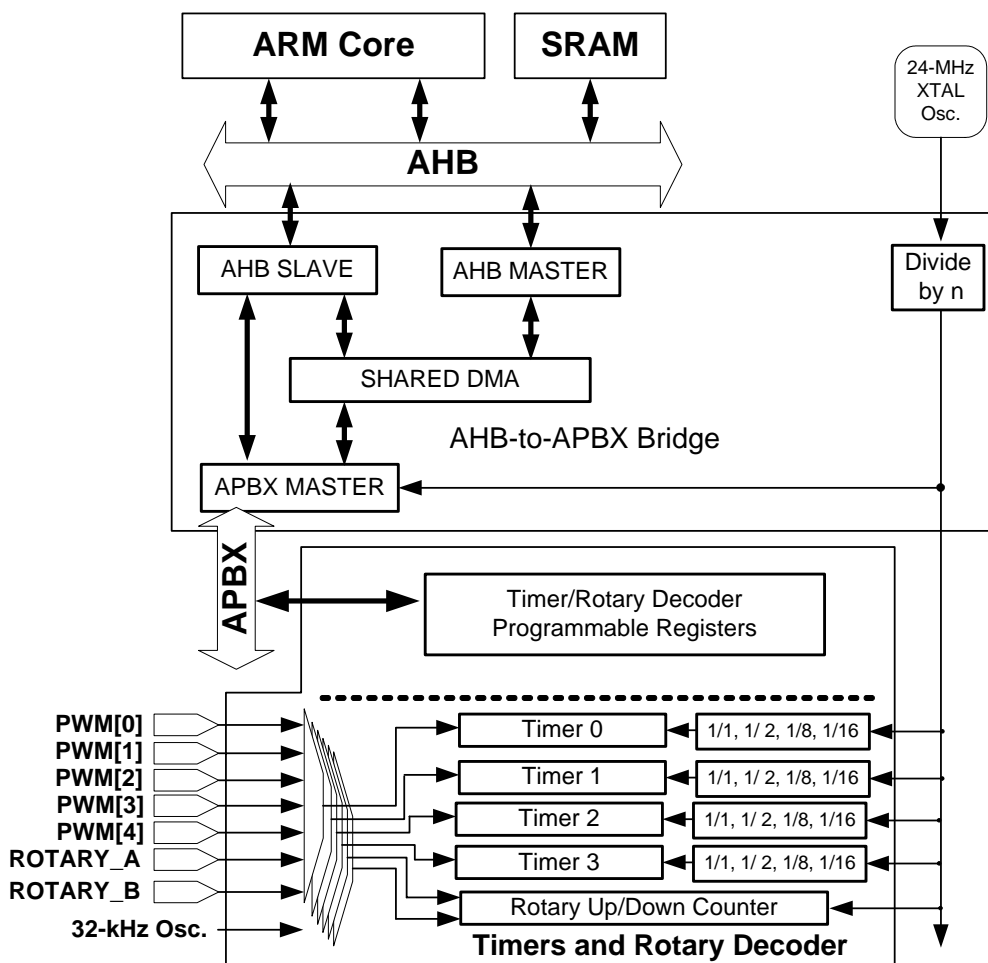 ARM Core
SRAM
24-MHz
XTAL
Osc.
AHB
AHB SLAVE
AHB MASTER
Divide
by n
SHARED DMA
AHB-to-APBX Bridge
APBX MASTER
APBX
Timer/Rotary Decoder
Programmable Registers
PWM[0]
PWM[1]
PWM[2]
PWM[3]
PWM[4]
ROTARY_A
ROTARY_B
32-kHz Osc.
Timer 0
1/1, 1/ 2, 1/8, 1/16
Timer 1
1/1, 1/ 2, 1/8, 1/16
Timer 2
1/1, 1/ 2, 1/8, 1/16
Timer 3
1/1, 1/ 2, 1/8, 1/16
Rotary Up/Down Counter
Timers and Rotary Decoder